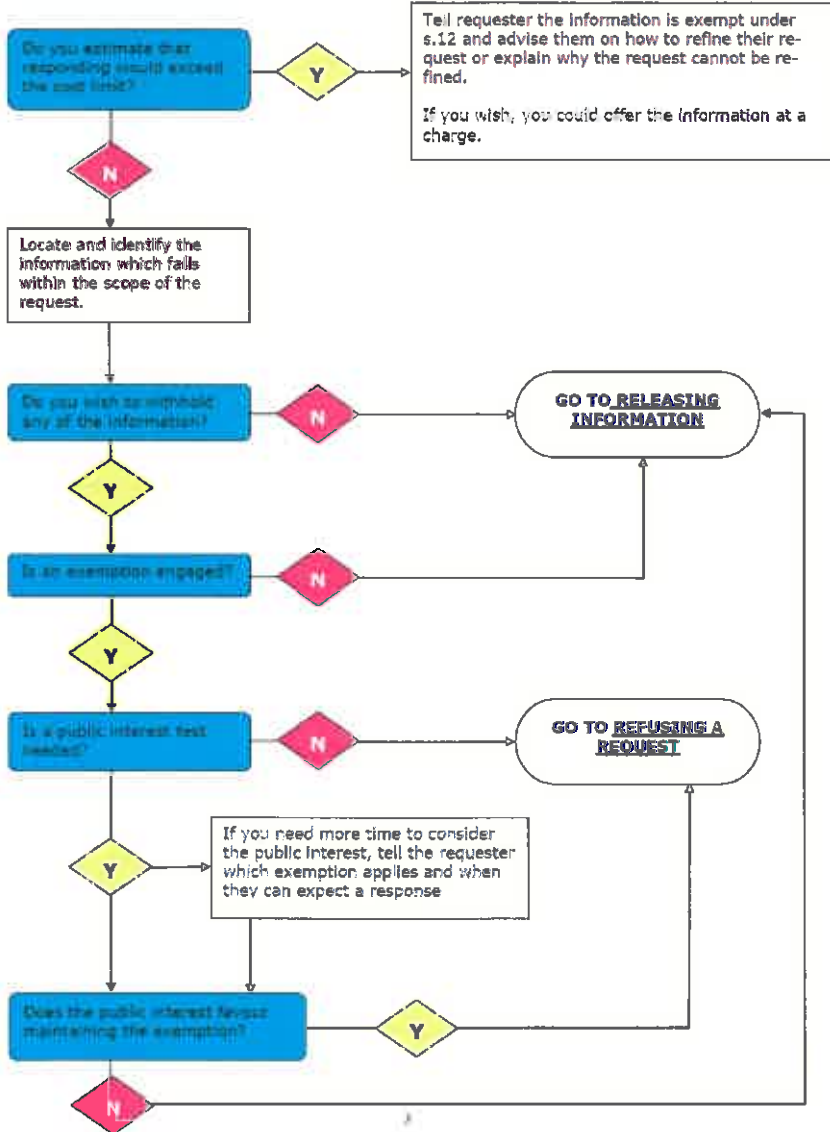 Do you estimate that
responding would exceed
the cost limit?
Y
Tell requester the information is exempt under
s.12 and advise them on how to refine their re-
quest or explain why the request cannot be re-
fined.
If you wish, you could offer the information at a
charge.
N
Locate and identify the
information which falls
within the scope of the
request.
Do you wish to withhold
any of the information?
N
GO TO RELEASING
INFORMATION
Y
Is an exemption engaged?
N
Y
Is a public interest test
needed?
N
GO TO REFUSING A
REQUEST
Y
If you need more time to consider
the public interest, tell the requester
which exemption applies and when
they can expect a response
Does the public interest favour
maintaining the exemption?
Y
N